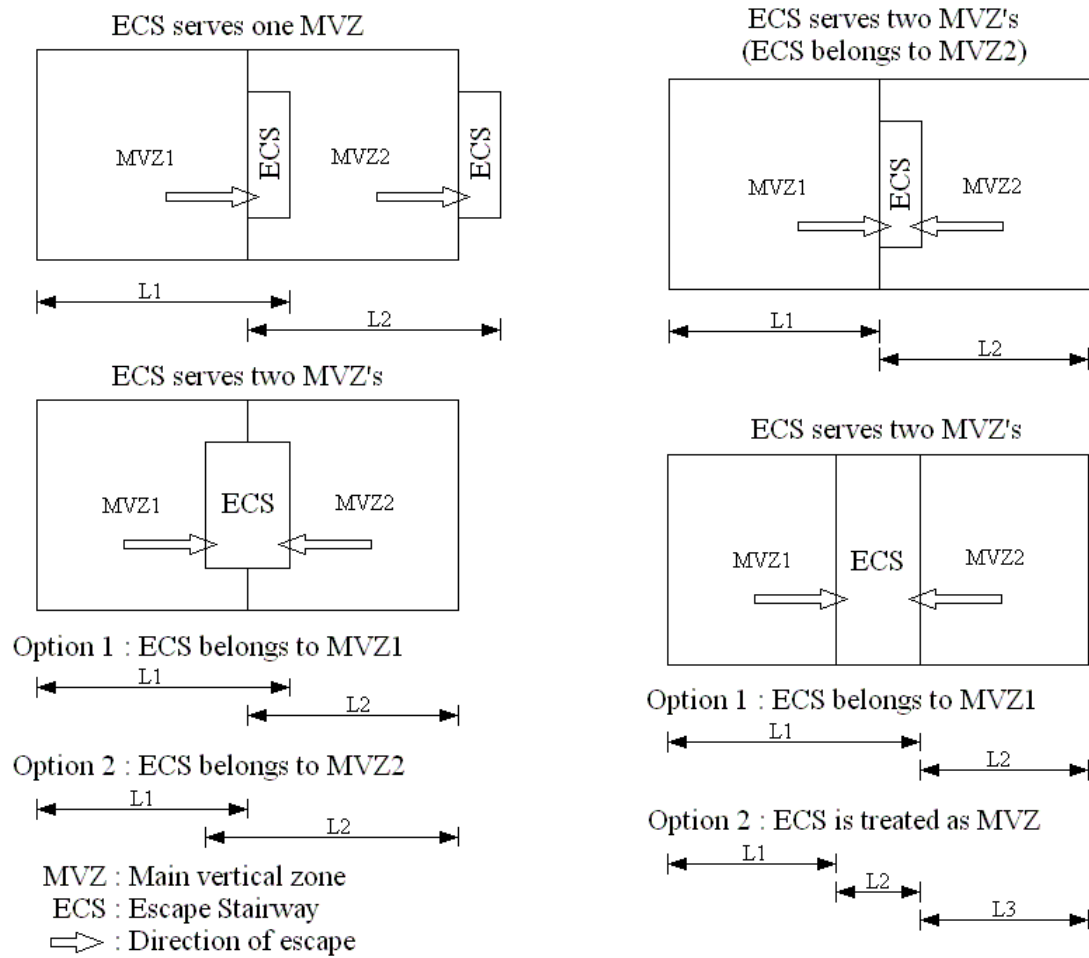 ECS serves one MVZ
MVZ1
ECS
MVZ2
ECS
L1
L2
ECS serves two MVZ's
MVZ1
ECS
MVZ2
Option 1 : ECS belongs to MVZ1
L1
L2
Option 2 : ECS belongs to MVZ2
L1
L2
MVZ : Main vertical zone
ECS : Escape Stairway
: Direction of escape
ECS serves two MVZ's
(ECS belongs to MVZ2)
MVZ1
ECS
MVZ2
L1
L2
ECS serves two MVZ's
MVZ1
ECS
MVZ2
Option 1 : ECS belongs to MVZ1
L1
L2
Option 2 : ECS is treated as MVZ
L1
L2
L3